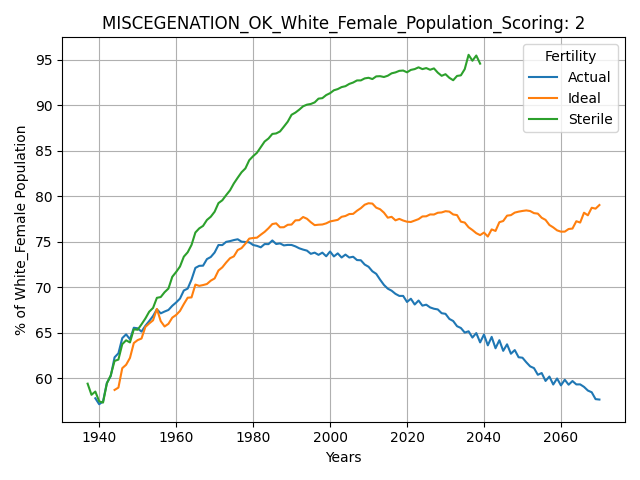 MISCEGENATION_OK_White_Female_Population_Scoring: 2
% of White_Female Population
95
90
85
80
75
70
65
60
1940 1960 1980 2000 2020 2040 2060
Years
Fertility
Actual
Ideal
Sterile